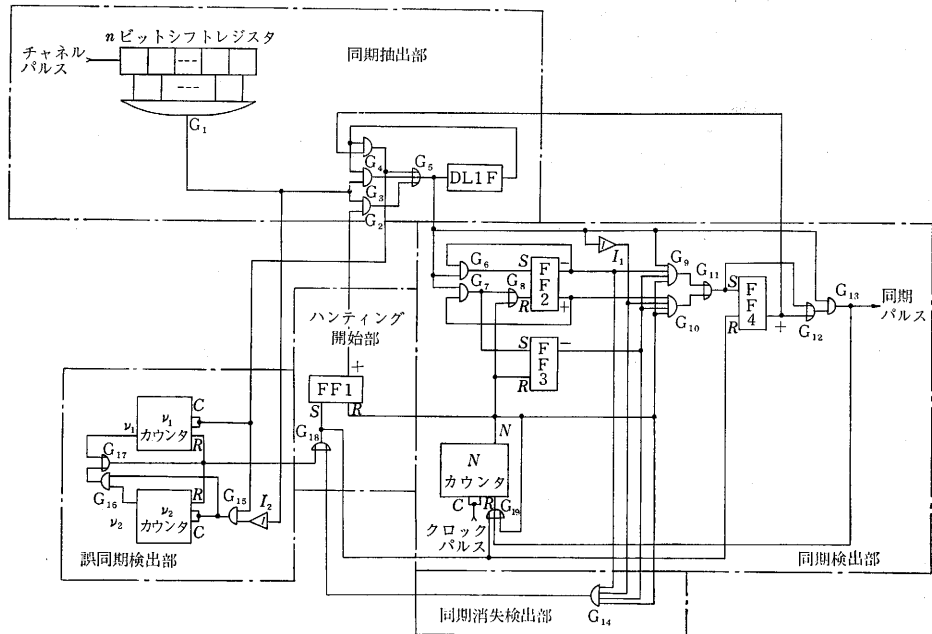 n ビットシフトレジスタ
チャネル
パルス
---
---
同期抽出部
G₁
G₄
G₃
G₂
G₅
DL1F
G₆
G₇
G₈
S
R
F
F
2
−
+
I₁
G₉
G₁₀
G₁₁
S
R
F
F
4
+
G₁₂
G₁₃
同期
パルス
S
R
F
F
3
−
ハンティング
開始部
+
FF1
S
R
G₁₈
N
N
カウンタ
C
R
G₁₉
クロック
パルス
同期検出部
ν₁
ν₁
カウンタ
C
R
G₁₇
G₁₆
ν₂
ν₂
カウンタ
R
C
G₁₅
I₂
誤同期検出部
同期消失検出部
G₁₄